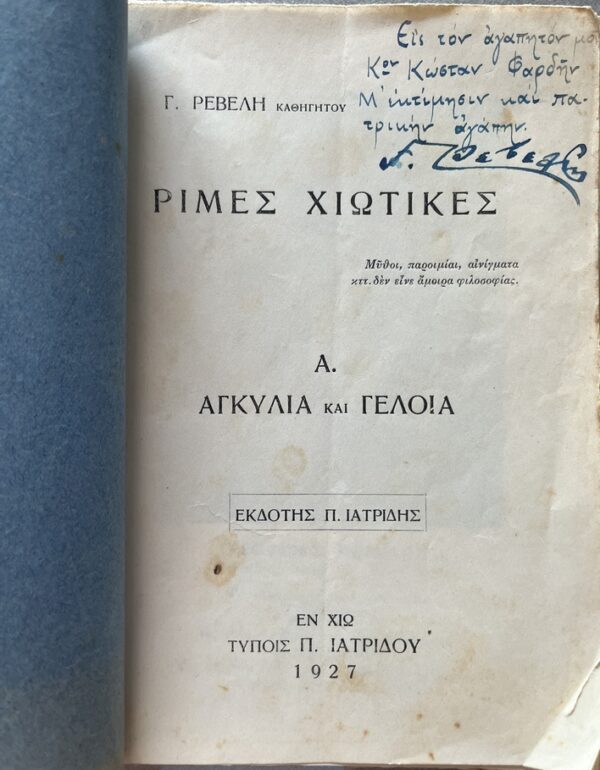 Εἰς τὸν ἀγαπητόν μο
Κον Κώσταν Φαρδῆν
Μ' ἐκτίμησιν καὶ πα-
τρικὴν ἀγάπην.
Γ. Ρεβελης
Γ. ΡΕΒΕΛΗ ΚΑΘΗΓΗΤΟΥ
ΡΙΜΕΣ ΧΙΩΤΙΚΕΣ
Μῦθοι, παροιμίαι, αἰνίγματα
κττ. δὲν εἶνε ἄμοιρα φιλοσοφίας.
Α.
ΑΓΚΥΛΙΑ ΚΑΙ ΓΕΛΟΙΑ
ΕΚΔΟΤΗΣ Π. ΙΑΤΡΙΔΗΣ
ΕΝ ΧΙΩ
ΤΥΠΟΙΣ Π. ΙΑΤΡΙΔΟΥ
1927